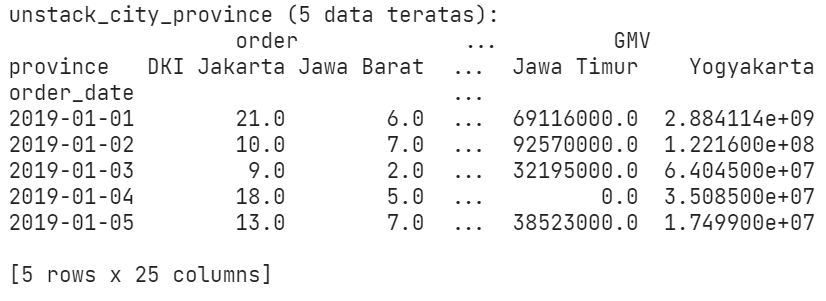 unstack_city_province (5 data teratas):
order ... GMV
province DKI Jakarta Jawa Barat ... Jawa Timur Yogyakarta
order_date ...
2019-01-01 21.0 6.0 ... 69116000.0 2.884114e+09
2019-01-02 10.0 7.0 ... 92570000.0 1.221600e+08
2019-01-03 9.0 2.0 ... 32195000.0 6.404500e+07
2019-01-04 18.0 5.0 ... 0.0 3.508500e+07
2019-01-05 13.0 7.0 ... 38523000.0 1.749900e+07
[5 rows x 25 columns]